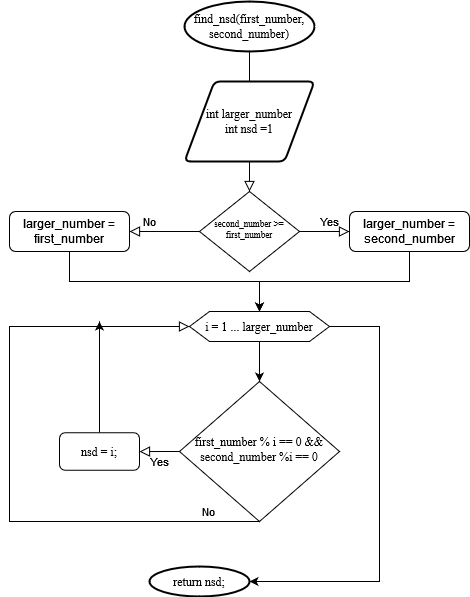 find_nsd(first_number,
second_number)
int larger_number
int nsd =1
second_number >=
first_number
No
Yes
larger_number =
first_number
larger_number =
second_number
i = 1 ... larger_number
first_number % i == 0 &&
second_number %i == 0
nsd = i;
Yes
No
return nsd;